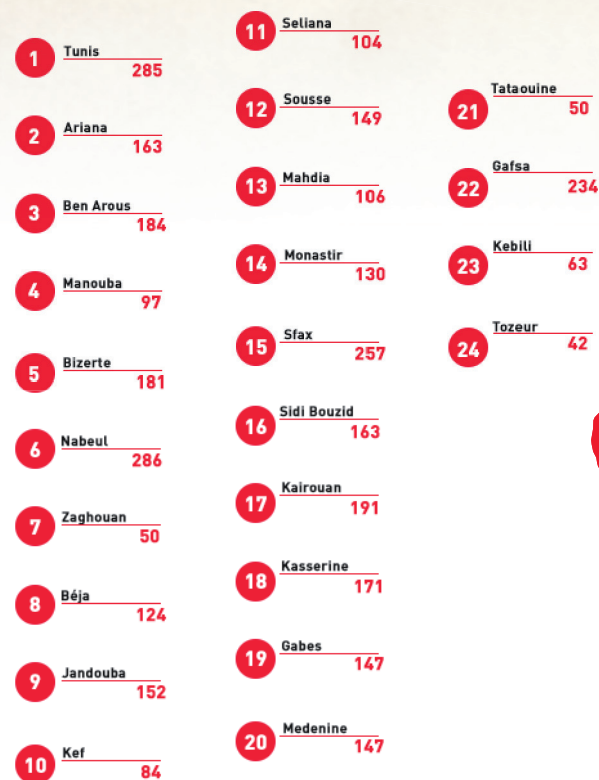 1
Tunis
285
2
Ariana
163
3
Ben Arous
184
4
Manouba
97
5
Bizerte
181
6
Nabeul
286
7
Zaghouan
50
8
Béja
124
9
Jandouba
152
10
Kef
84
11
Seliana
104
12
Sousse
149
13
Mahdia
106
14
Monastir
130
15
Sfax
257
16
Sidi Bouzid
163
17
Kairouan
191
18
Kasserine
171
19
Gabes
147
20
Medenine
147
21
Tataouine
50
22
Gafsa
234
23
Kebili
63
24
Tozeur
42